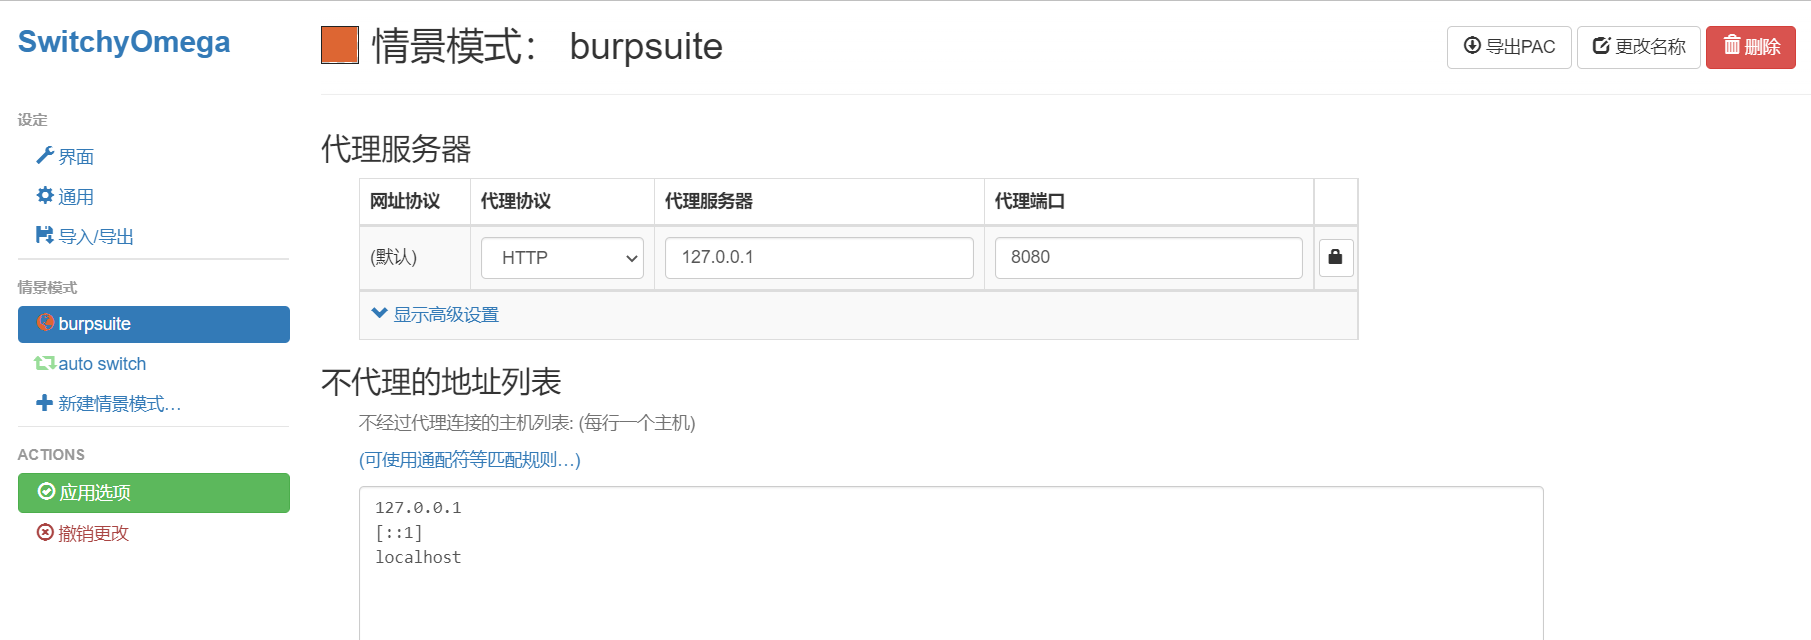 SwitchyOmega
设定
界面
通用
导入/导出
情景模式
burpsuite
auto switch
新建情景模式…
ACTIONS
应用选项
撤销更改
情景模式： burpsuite
导出PAC
更改名称
删除
代理服务器
网址协议 代理协议 代理服务器 代理端口
(默认) HTTP 127.0.0.1 8080
显示高级设置
不代理的地址列表
不经过代理连接的主机列表: (每行一个主机)
(可使用通配符等匹配规则…)
127.0.0.1
[::1]
localhost